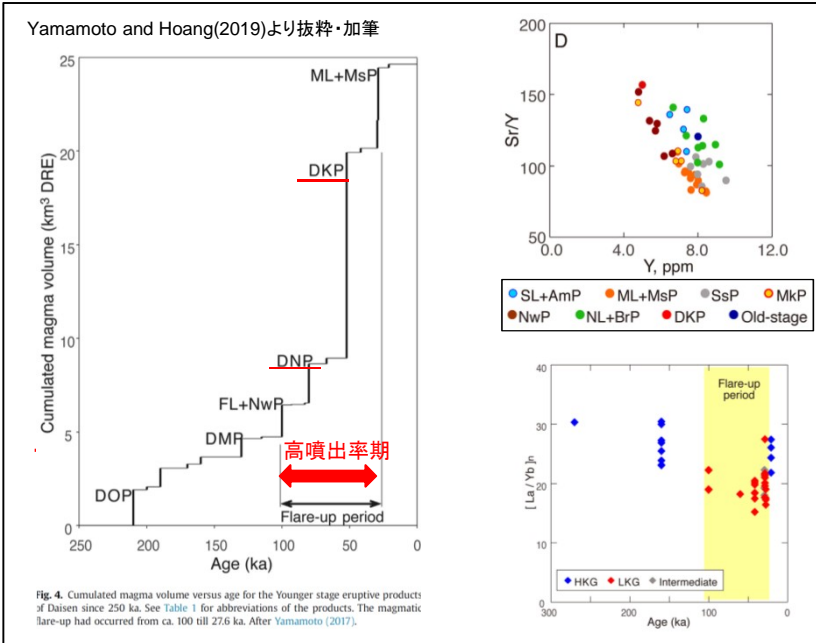 Yamamoto and Hoang(2019)より抜粋・加筆
Cumulated magma volume (km³ DRE)
25
20
15
10
5
0
ML+MsP
DKP
DNP
FL+NwP
DMP
DOP
高噴出率期
Flare-up period
250
200
150
100
50
0
Age (ka)
Fig. 4. Cumulated magma volume versus age for the Younger stage eruptive products
of Daisen since 250 ka. See Table 1 for abbreviations of the products. The magmatic
flare-up had occurred from ca. 100 till 27.6 ka. After Yamamoto (2017).
D
Sr/Y
200
150
100
50
0.0
4.0
8.0
12.0
Y, ppm
SL+AmP
ML+MsP
SsP
MkP
NwP
NL+BrP
DKP
Old-stage
[ La / Yb ]n
40
30
20
10
300
Flare-up
period
HKG
LKG
Intermediate
300
200
100
0
Age (ka)